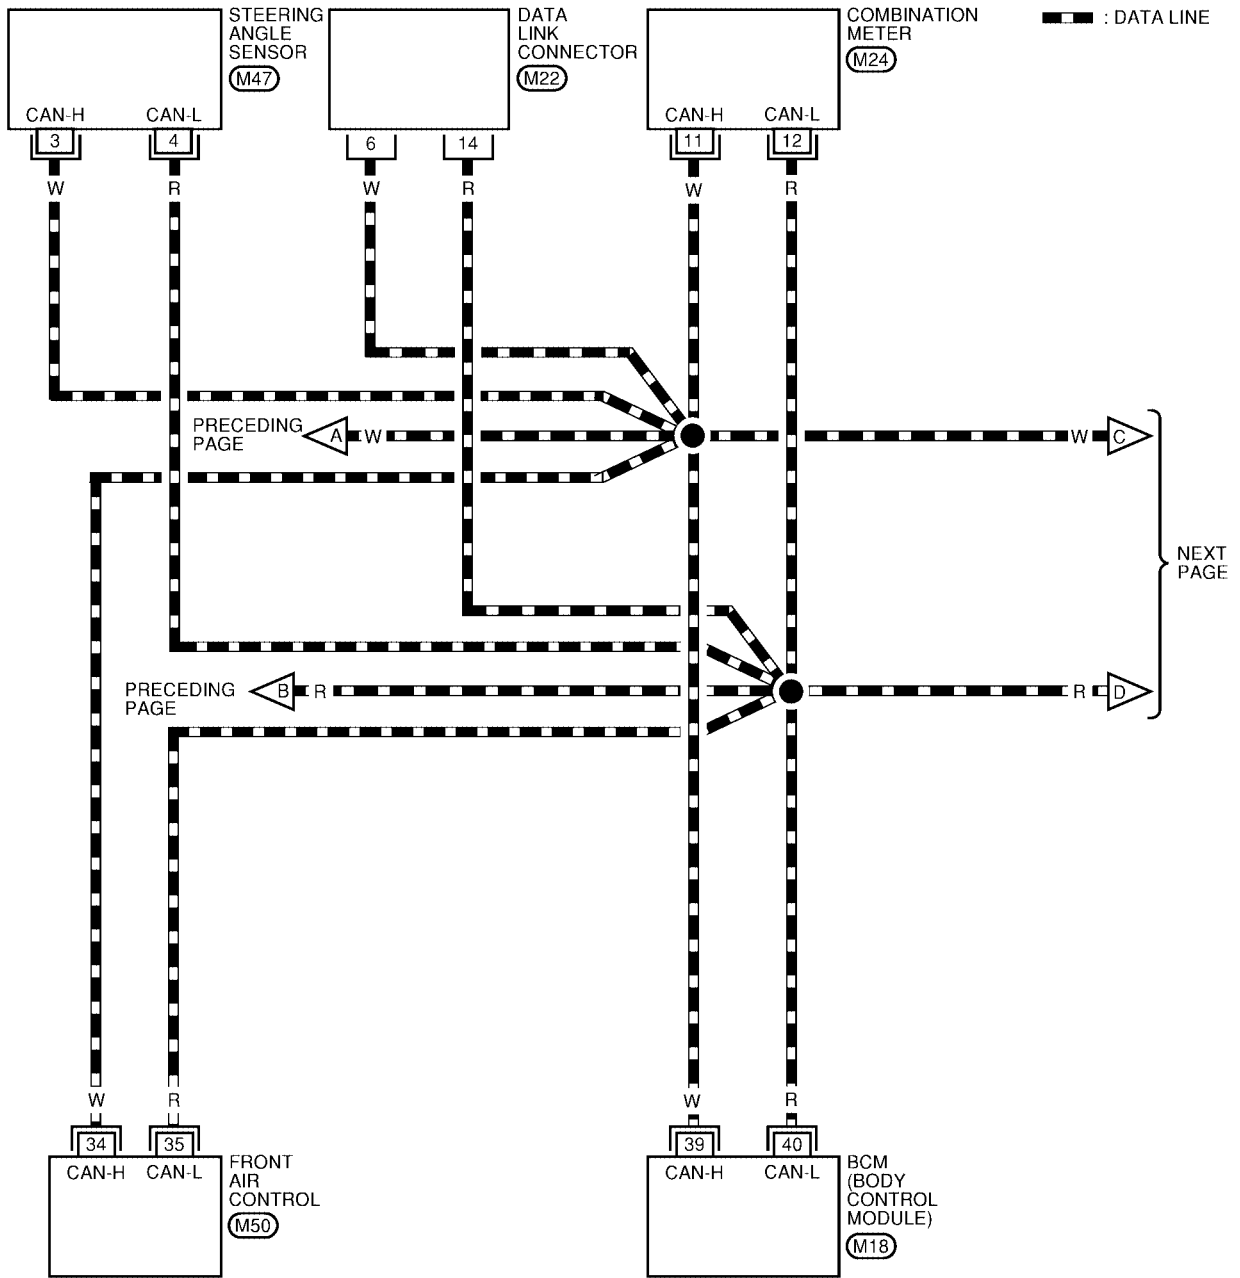 STEERING
ANGLE
SENSOR
M47
CAN-H
CAN-L
3
4
W
R
DATA
LINK
CONNECTOR
M22
6
14
W
R
COMBINATION
METER
M24
CAN-H
CAN-L
11
12
W
R
: DATA LINE
PRECEDING
PAGE
A
W
W
C
NEXT
PAGE
PRECEDING
PAGE
B
R
R
D
W
R
34
35
CAN-H
CAN-L
FRONT
AIR
CONTROL
M50
W
R
39
40
CAN-H
CAN-L
BCM
(BODY
CONTROL
MODULE)
M18